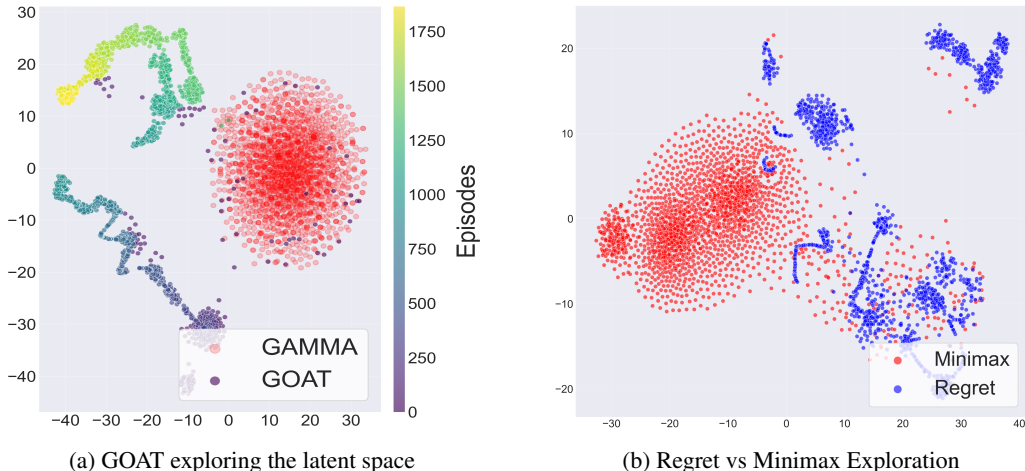 30
20
10
0
−10
−20
−30
−40
−40 −30 −20 −10 0 10 20 30
GAMMA
GOAT
1750
1500
1250
1000
750
500
250
0
Episodes
(a) GOAT exploring the latent space
20
10
0
−10
−20
−30 −20 −10 0 10 20 30 40
Minimax
Regret
(b) Regret vs Minimax Exploration